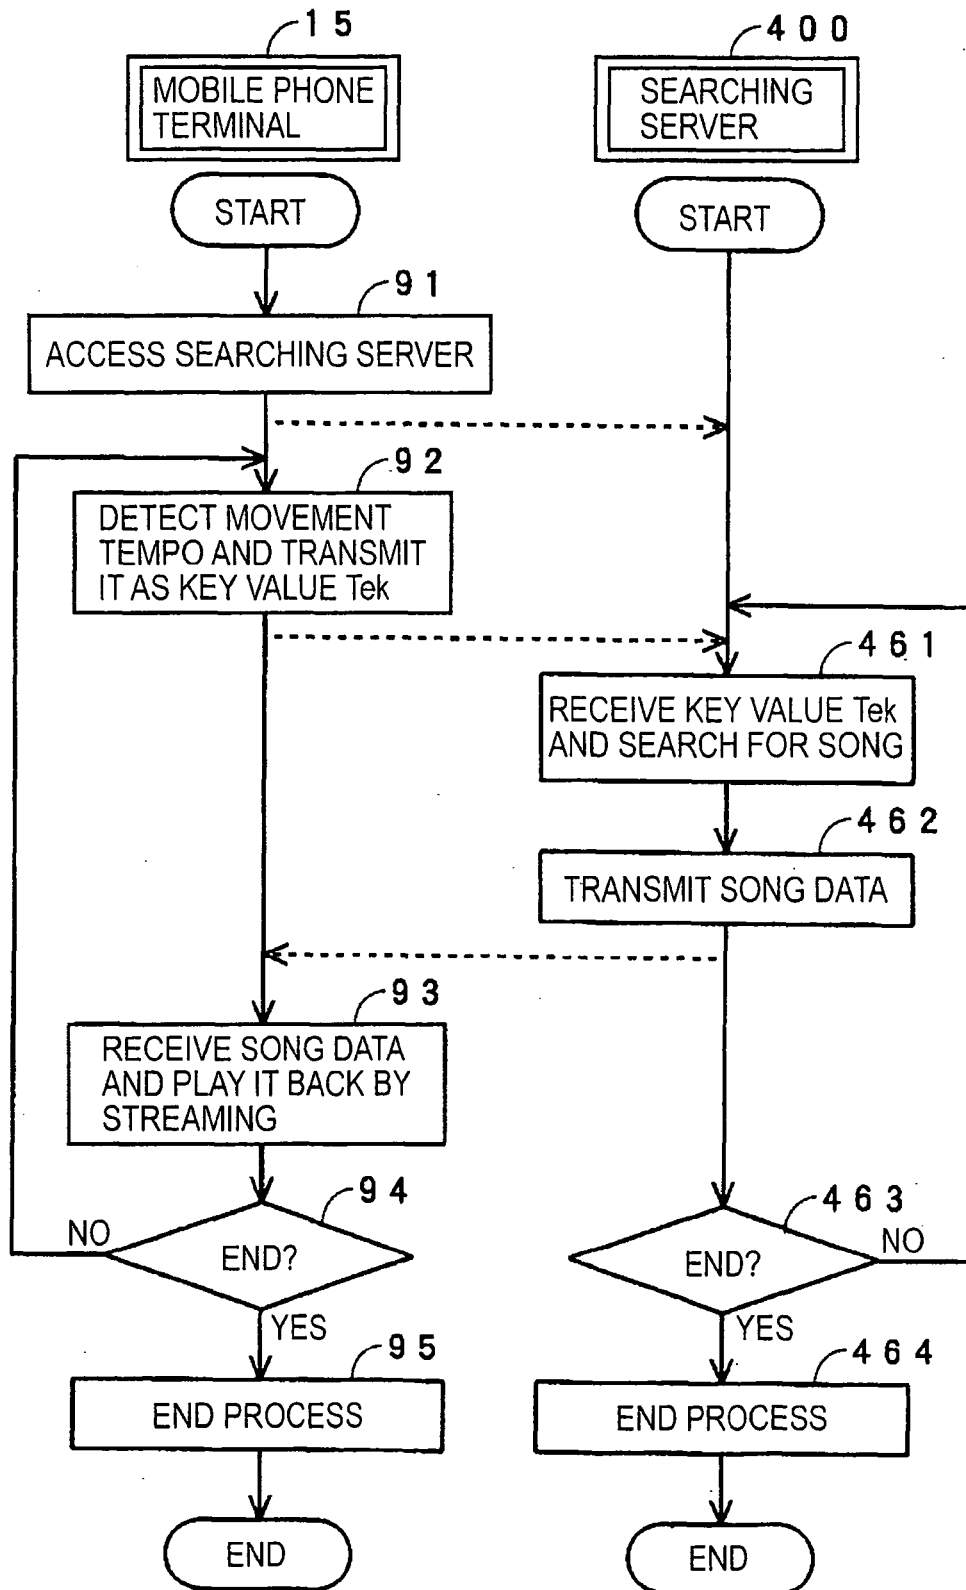 15
MOBILE PHONE
TERMINAL
START
91
ACCESS SEARCHING SERVER
92
DETECT MOVEMENT
TEMPO AND TRANSMIT
IT AS KEY VALUE Tek
93
RECEIVE SONG DATA
AND PLAY IT BACK BY
STREAMING
94
NO
END?
YES
95
END PROCESS
END
400
SEARCHING
SERVER
START
461
RECEIVE KEY VALUE Tek
AND SEARCH FOR SONG
462
TRANSMIT SONG DATA
463
NO
END?
YES
464
END PROCESS
END